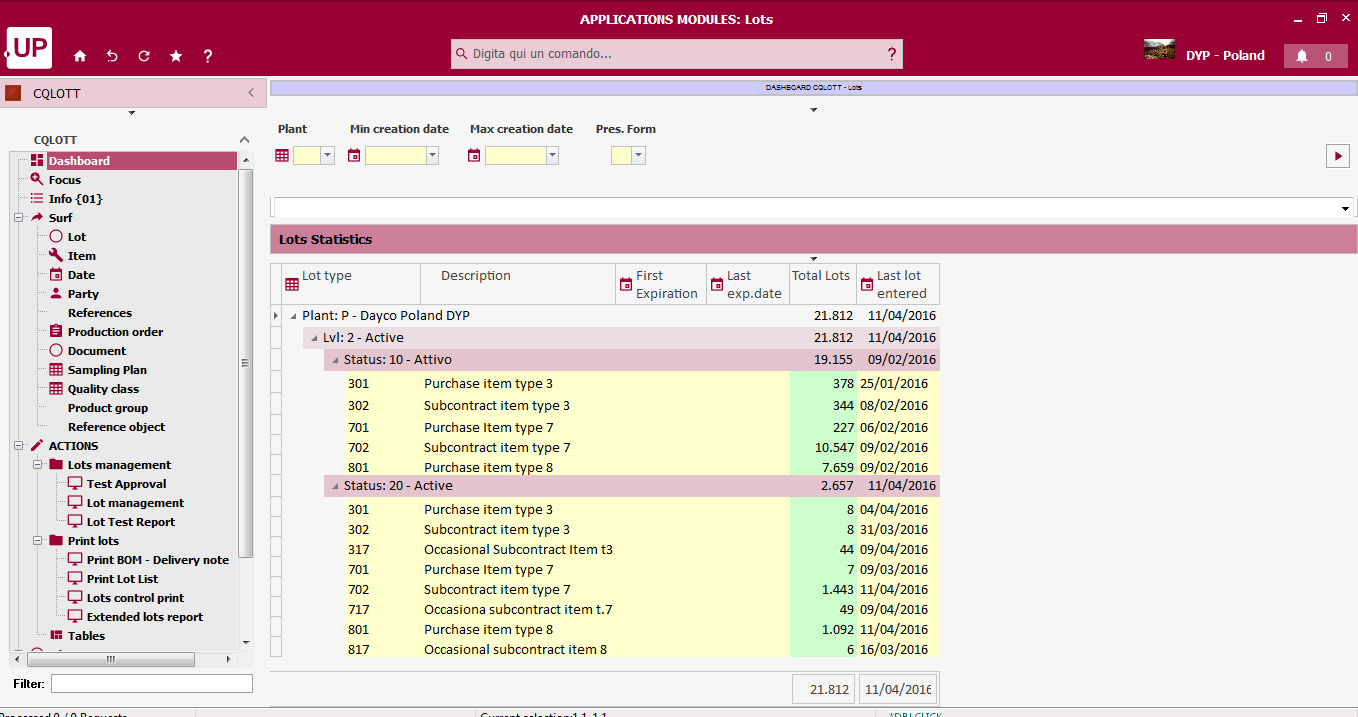 APPLICATIONS MODULES: Lots
UP
Digita qui un comando...
?
?
DYP - Poland
0
CQLOTT
DASHBOARD CQLOTT - Lots
CQLOTT
Dashboard
Focus
Info {01}
Surf
Lot
Item
Date
Party
References
Production order
Document
Sampling Plan
Quality class
Product group
Reference object
ACTIONS
Lots management
Test Approval
Lot management
Lot Test Report
Print lots
Print BOM - Delivery note
Print Lot List
Lots control print
Extended lots report
Tables
Filter:
Plant Min creation date Max creation date Pres. Form
Lots Statistics
Lot type Description First Expiration Last exp.date Total Lots Last lot entered
Plant: P - Dayco Poland DYP 21.812 11/04/2016
Lvl: 2 - Active 21.812 11/04/2016
Status: 10 - Attivo 19.155 09/02/2016
301 Purchase item type 3 378 25/01/2016
302 Subcontract item type 3 344 08/02/2016
701 Purchase Item type 7 227 06/02/2016
702 Subcontract item type 7 10.547 09/02/2016
801 Purchase item type 8 7.659 09/02/2016
Status: 20 - Active 2.657 11/04/2016
301 Purchase item type 3 8 04/04/2016
302 Subcontract item type 3 8 31/03/2016
317 Occasional Subcontract Item t3 44 09/04/2016
701 Purchase Item type 7 7 09/03/2016
702 Subcontract item type 7 1.443 11/04/2016
717 Occasiona subcontract item t.7 49 09/04/2016
801 Purchase item type 8 1.092 11/04/2016
817 Occasional subcontract item 8 6 16/03/2016
21.812 11/04/2016
Processed 0 / 0 Requests
Current selection:1.1-1.1
*DBLCLICK